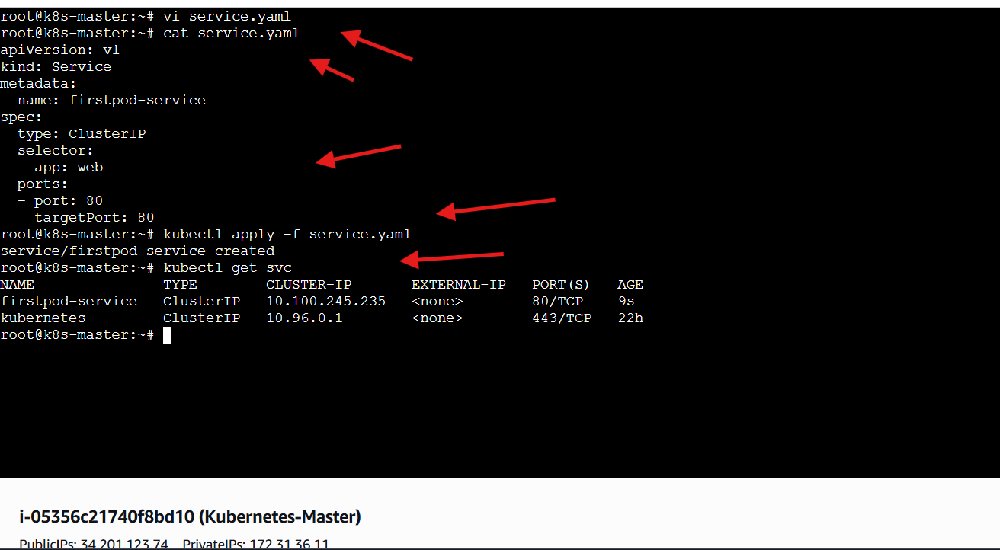 root@k8s-master:~# vi service.yaml
root@k8s-master:~# cat service.yaml
apiVersion: v1
kind: Service
metadata:
  name: firstpod-service
spec:
  type: ClusterIP
  selector:
    app: web
  ports:
  - port: 80
    targetPort: 80
root@k8s-master:~# kubectl apply -f service.yaml
service/firstpod-service created
root@k8s-master:~# kubectl get svc
NAME               TYPE        CLUSTER-IP       EXTERNAL-IP   PORT(S)   AGE
firstpod-service   ClusterIP   10.100.245.235   <none>        80/TCP    9s
kubernetes         ClusterIP   10.96.0.1        <none>        443/TCP   22h
root@k8s-master:~#
i-05356c21740f8bd10 (Kubernetes-Master)
PublicIPs: 34.201.123.74 PrivateIPs: 172.31.36.11